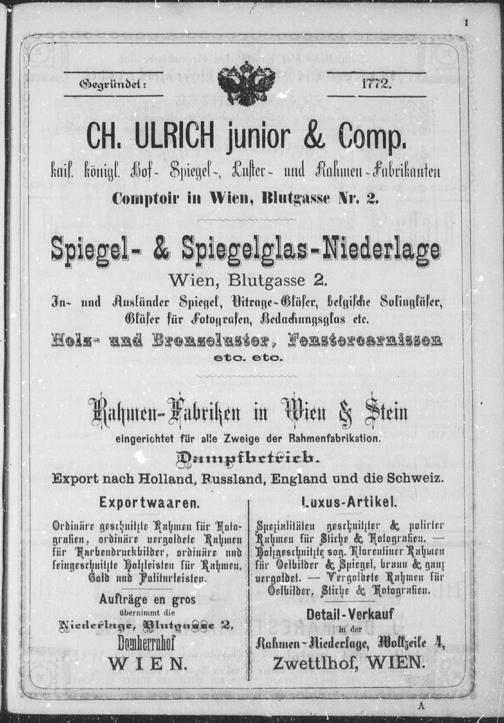 1
Gegründet: 1772.
CH. ULRICH junior & Comp.
kais. königl. Hof- Spiegel-, Luster- und Rahmen-Fabrikanten
Comptoir in Wien, Blutgasse Nr. 2.
Spiegel- & Spiegelglas-Niederlage
Wien, Blutgasse 2.
In- und Ausländer Spiegel, Vitrage-Gläser, belgische Solingläser,
Gläser für Fotografen, Bedachungsglas etc.
Holz- und Bronzeluster, Fenstercarnissen
etc. etc.
Rahmen-Fabriken in Wien & Stein
eingerichtet für alle Zweige der Rahmenfabrikation.
Dampfbetrieb.
Export nach Holland, Russland, England und die Schweiz.
Exportwaaren.
Ordinäre geschnitzte Rahmen für Foto-
grafien, ordinäre vergoldete Rahmen
für Farbendruckbilder, ordinäre und
feingeschnitzte Holzleisten für Rahmen,
Gold und Politurleisten.
Aufträge en gros
übernimmt die
Niederlage, Blutgasse 2.
Domherrnhof
WIEN.
Luxus-Artikel.
Spezialitäten geschnitzter & polirter
Rahmen für Stiche & Fotografien. —
Holzgeschnitzte sog. Florentiner Rahmen
für Oelbilder & Spiegel, braun & ganz
vergoldet. — Vergoldete Rahmen für
Oelbilder, Stiche & Fotografien.
Detail-Verkauf
in der
Rahmen-Niederlage, Wollzeile 4,
Zwettlhof, WIEN.
A